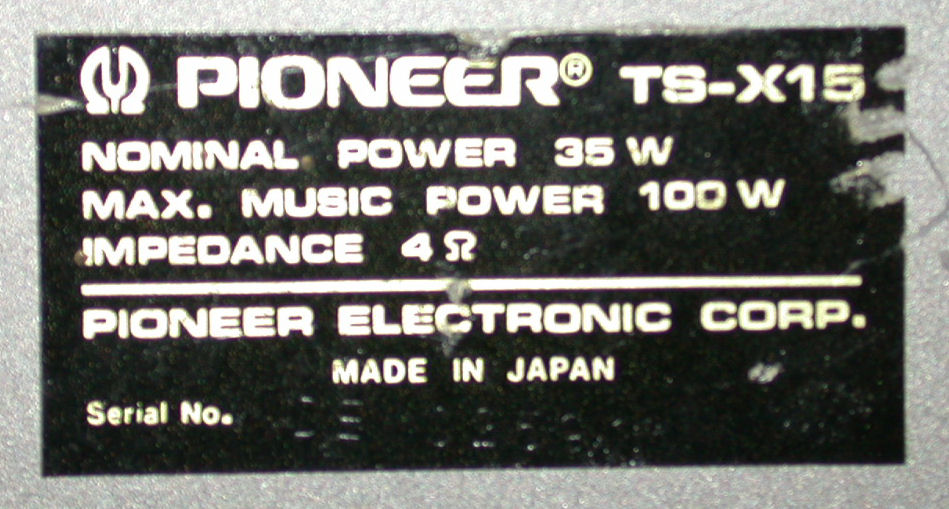 PIONEER® TS-X15
NOMINAL POWER 35 W
MAX. MUSIC POWER 100 W
IMPEDANCE 4Ω
PIONEER ELECTRONIC CORP.
MADE IN JAPAN
Serial No.